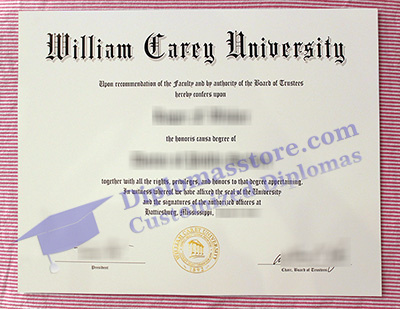 William Carey University
Upon recommendation of the Faculty and by authority of the Board of Trustees
hereby confers upon
the honoris causa degree of
together with all the rights, privileges, and honors to that degree appertaining.
In witness whereof we have affixed the seal of the University
and the signatures of the authorized officers at
Hattiesburg, Mississippi,
Diplomasstore.com
Customized Diplomas
President
Chair, Board of Trustees